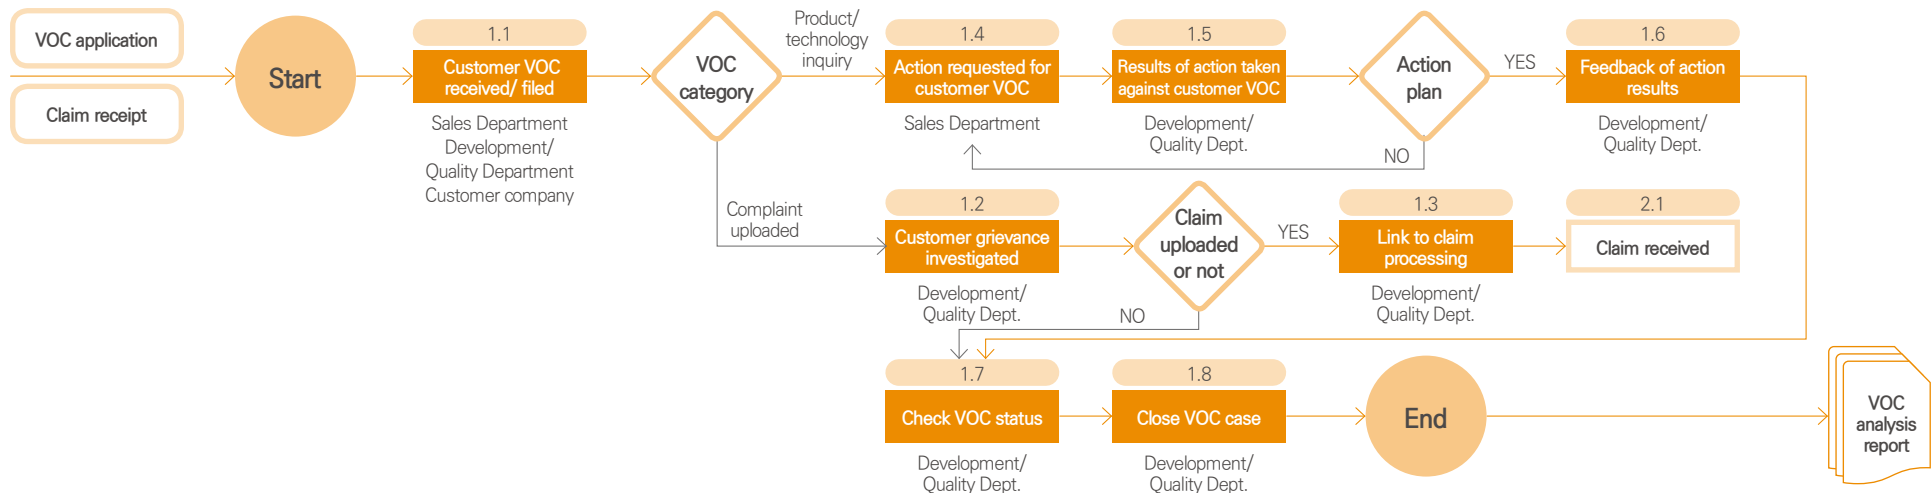 VOC application
Claim receipt
Start
1.1
Customer VOC
received/ filed
Sales Department
Development/
Quality Department
Customer company
VOC
category
Product/
technology
inquiry
1.4
Action requested for
customer VOC
Sales Department
1.5
Results of action taken
against customer VOC
Development/
Quality Dept.
Action
plan
YES
NO
1.6
Feedback of action
results
Development/
Quality Dept.
Complaint
uploaded
1.2
Customer grievance
investigated
Development/
Quality Dept.
Claim
uploaded
or not
YES
NO
1.3
Link to claim
processing
Development/
Quality Dept.
2.1
Claim received
1.7
Check VOC status
Development/
Quality Dept.
1.8
Close VOC case
Development/
Quality Dept.
End
VOC
analysis
report